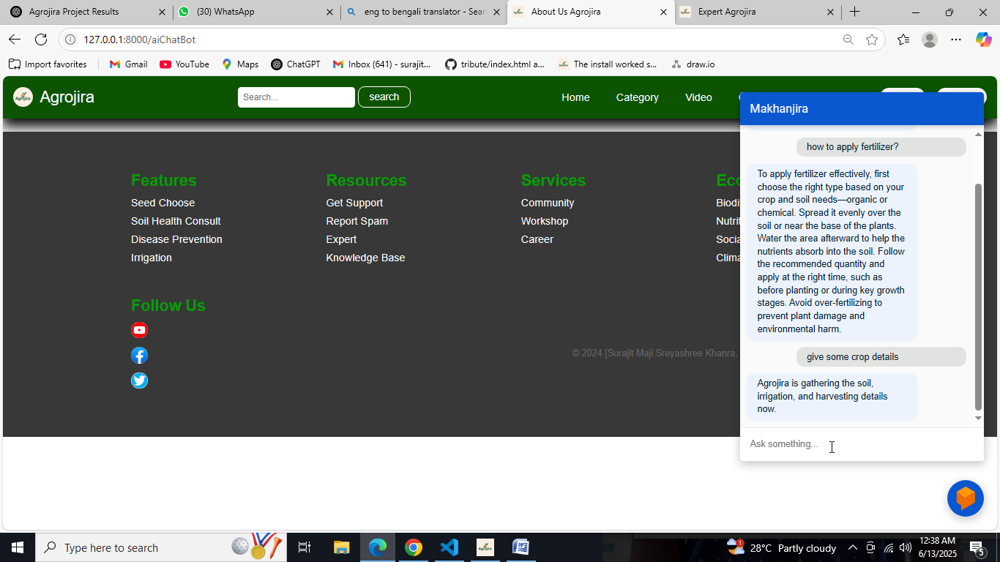 Agrojira Project Results
(30) WhatsApp
eng to bengali translator - Sear
About Us Agrojira
Expert Agrojira
127.0.0.1:8000/aiChatBot
Import favorites
Gmail
YouTube
Maps
ChatGPT
Inbox (641) - surajit...
tribute/index.html a...
The install worked s...
draw.io
Agrojira
Search...
search
Home
Category
Video
Makhanjira
how to apply fertilizer?
To apply fertilizer effectively, first
choose the right type based on your
crop and soil needs—organic or
chemical. Spread it evenly over the
soil or near the base of the plants.
Water the area afterward to help the
nutrients absorb into the soil. Follow
the recommended quantity and
apply at the right time, such as
before planting or during key growth
stages. Avoid over-fertilizing to
prevent plant damage and
environmental harm.
give some crop details
Agrojira is gathering the soil,
irrigation, and harvesting details
now.
Ask something...
Features
Seed Choose
Soil Health Consult
Disease Prevention
Irrigation
Resources
Get Support
Report Spam
Expert
Knowledge Base
Services
Community
Workshop
Career
Eco
Biodi
Nutrit
Socia
Clima
Follow Us
© 2024 [Surajit Maji,Sreyashree Khanra,
Type here to search
28°C Partly cloudy
12:38 AM
6/13/2025
5